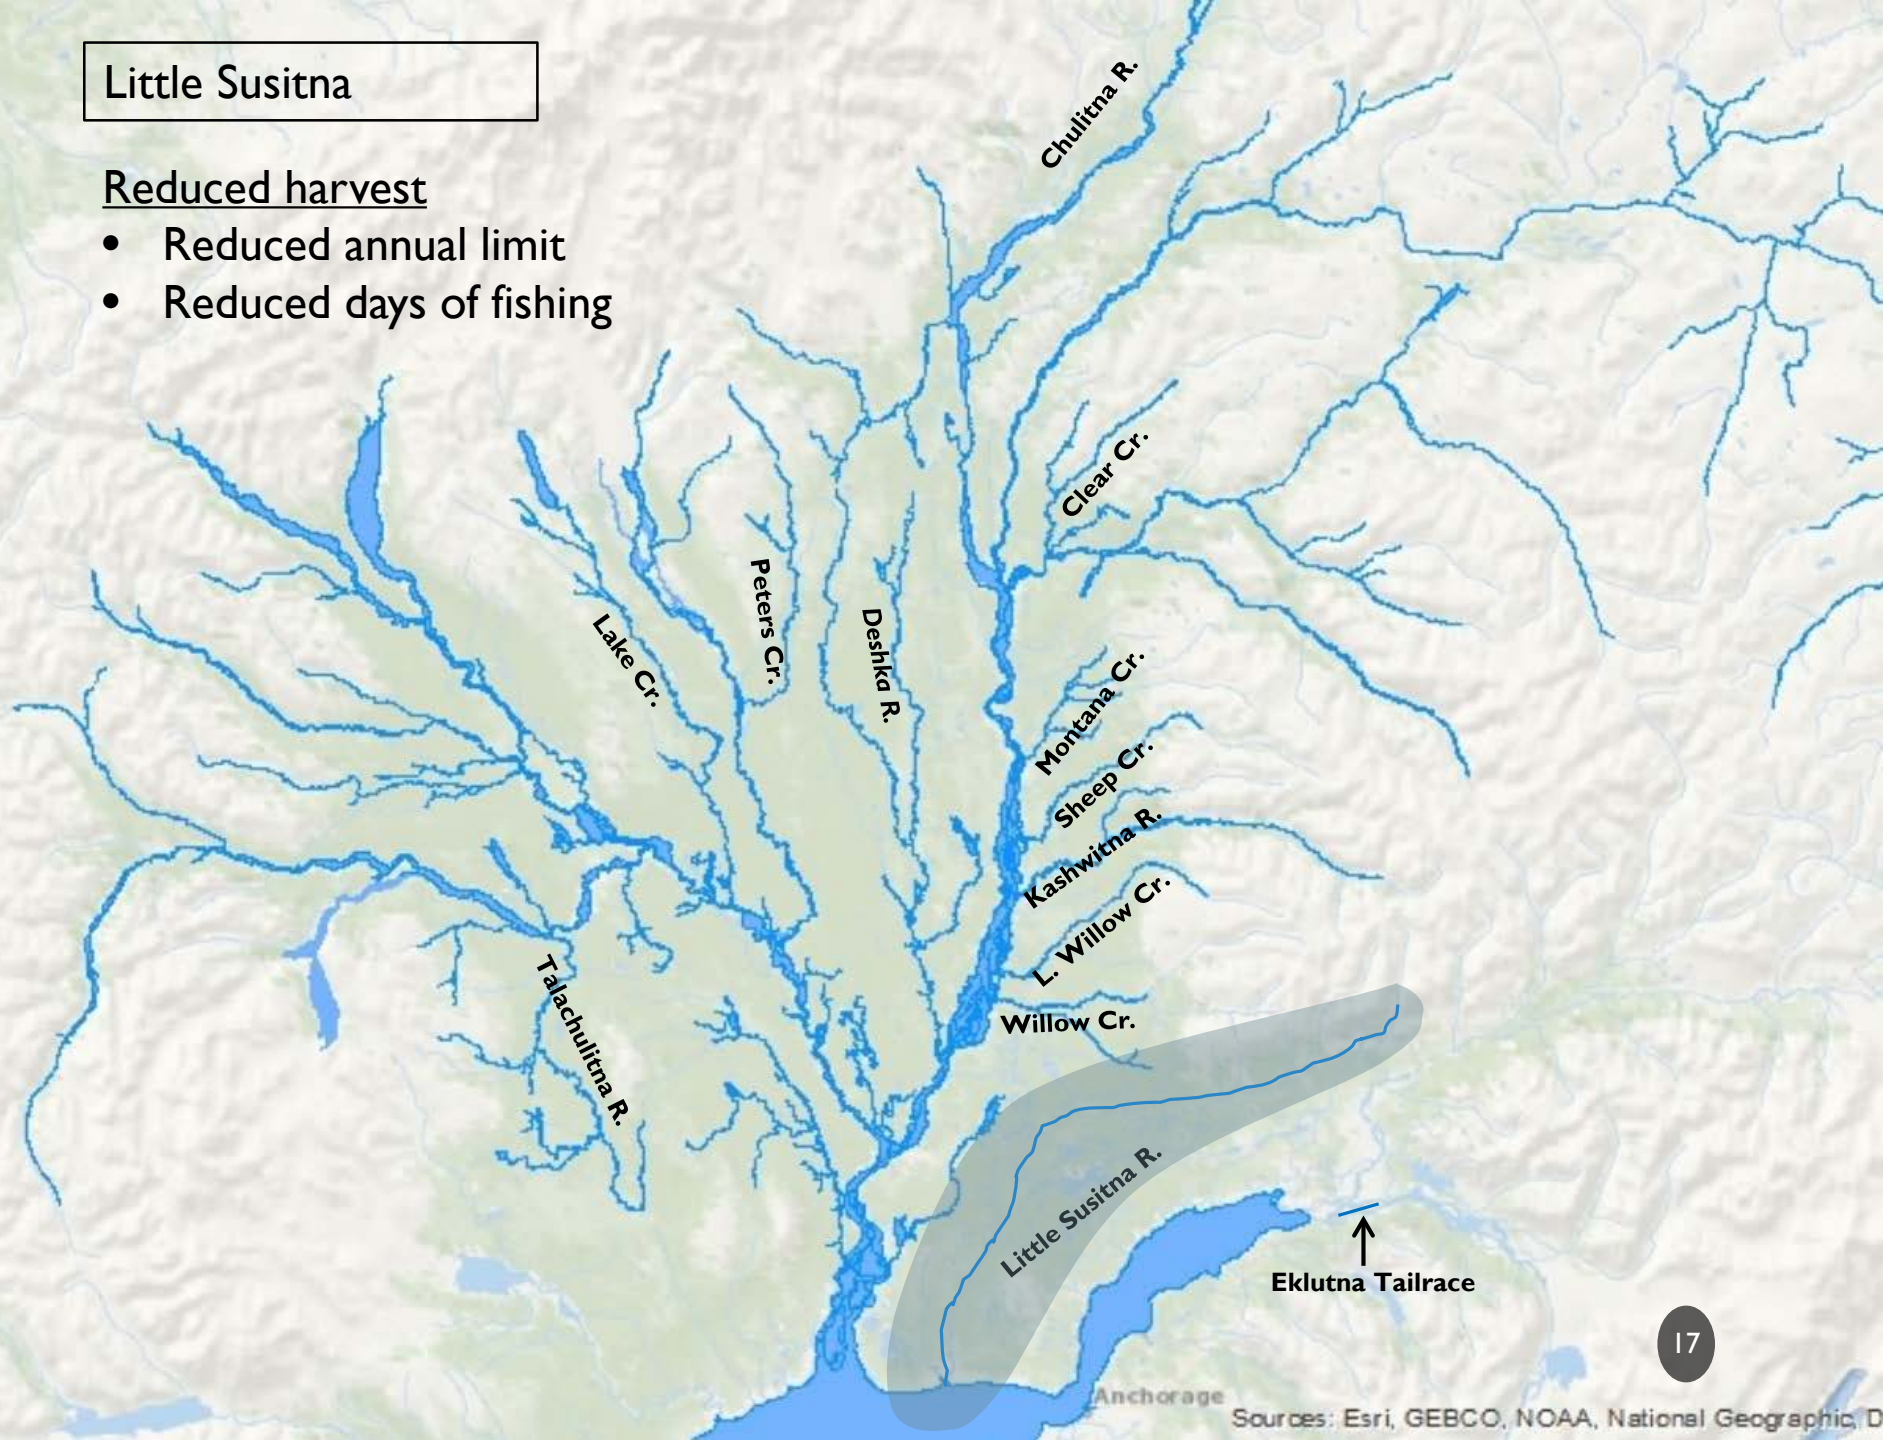 Little Susitna
Reduced harvest
• Reduced annual limit
• Reduced days of fishing
Chulitna R.
Clear Cr.
Peters Cr.
Deshka R.
Lake Cr.
Montana Cr.
Sheep Cr.
Kashwitna R.
L. Willow Cr.
Willow Cr.
Talachulitna R.
Little Susitna R.
Eklutna Tailrace
17
Anchorage
Sources: Esri, GEBCO, NOAA, National Geographic, D